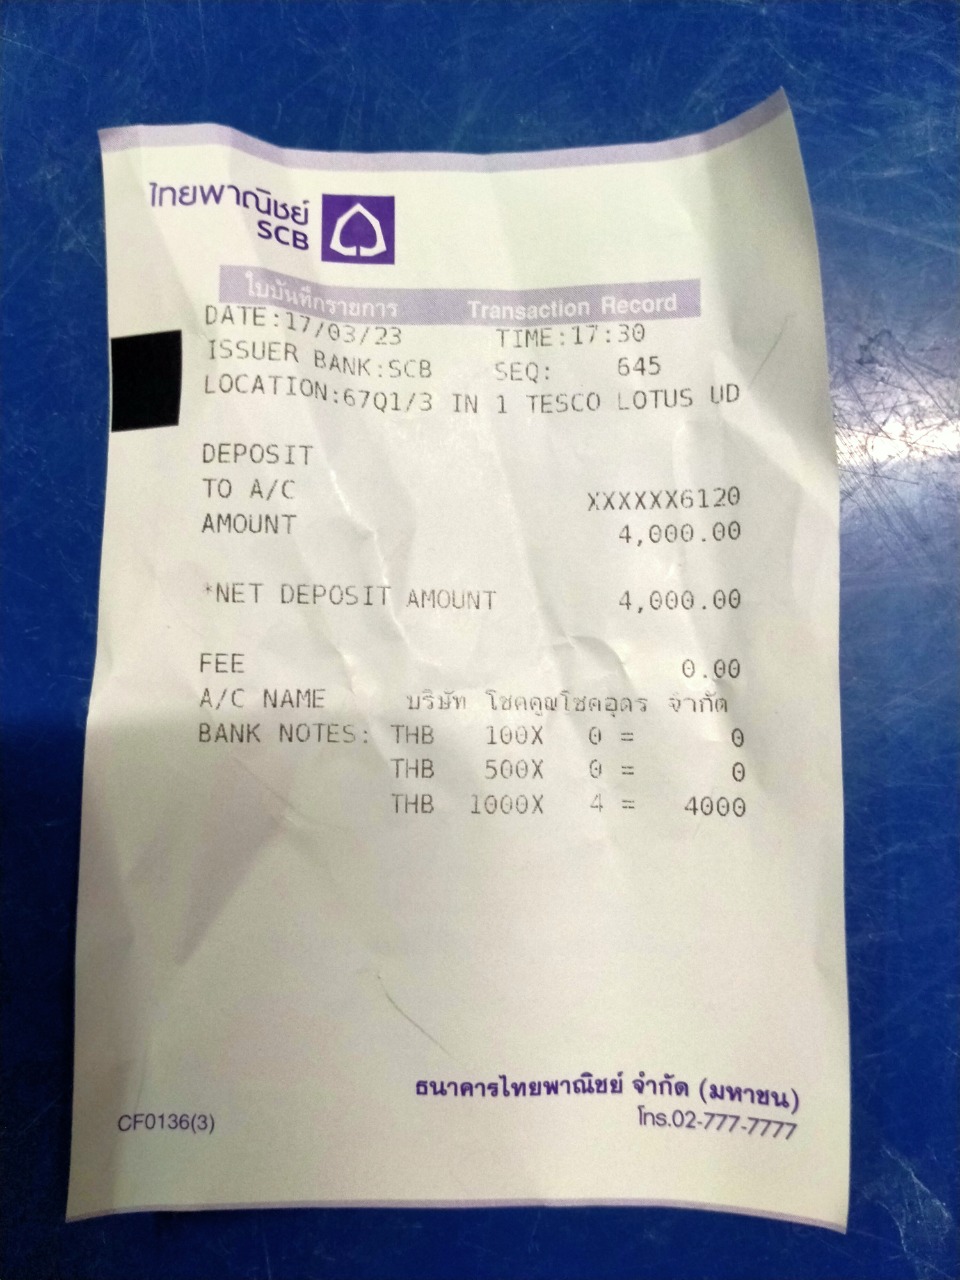 ไทยพาณิชย์
SCB
ใบบันทึกรายการ Transaction Record
DATE:17/03/23 TIME:17:30
ISSUER BANK:SCB SEQ: 645
LOCATION:67Q1/3 IN 1 TESCO LOTUS UD
DEPOSIT
TO A/C XXXXXX6120
AMOUNT 4,000.00
*NET DEPOSIT AMOUNT 4,000.00
FEE 0.00
A/C NAME บริษัท โชคคูณโชคอุดร จำกัด
BANK NOTES: THB 100X 0 = 0
THB 500X 0 = 0
THB 1000X 4 = 4000
ธนาคารไทยพาณิชย์ จำกัด (มหาชน)
CF0136(3) โทร.02-777-7777